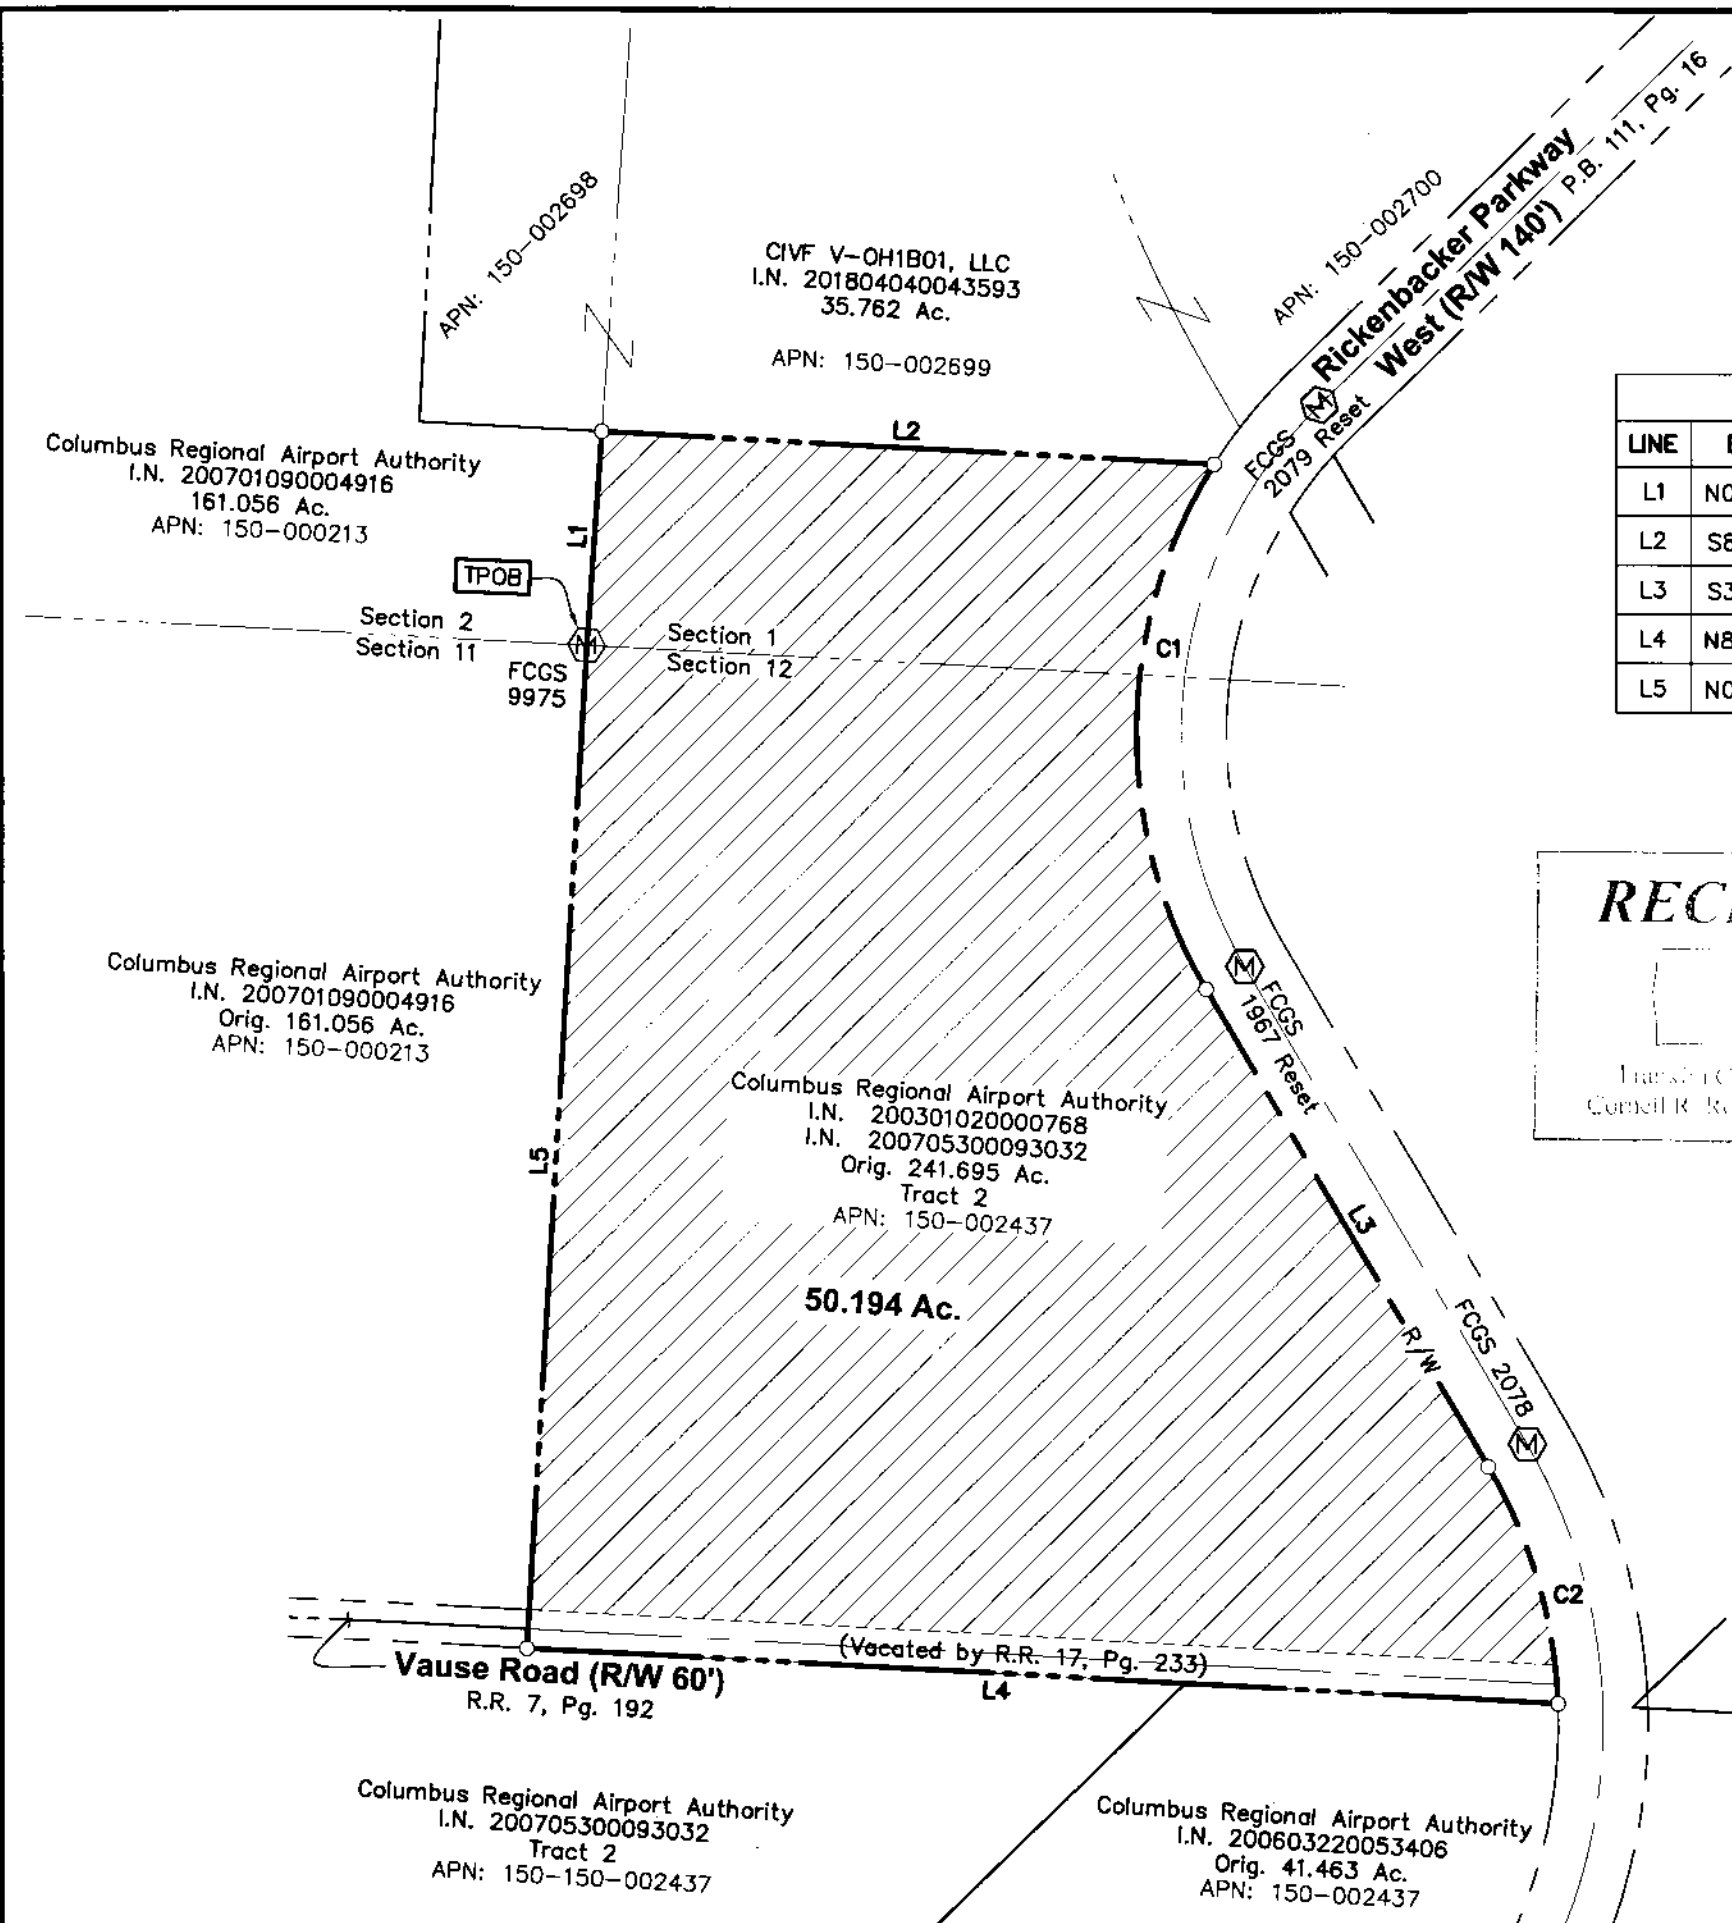 APN: 150-002698
CIVF V-OH1B01, LLC
I.N. 201804040043593
35.762 Ac.
APN: 150-002699
APN: 150-002700
Rickenbacker Parkway
West (R/W 140') P.B. 111, Pg. 16
FCGS
2079 Reset
M
L2
Columbus Regional Airport Authority
I.N. 200701090004916
161.056 Ac.
APN: 150-000213
L1
TPOB
LINE
L1 N0
L2 S8
L3 S3
L4 N8
L5 N0
Section 2
Section 11
M
FCGS
9975
Section 1
Section 12
C1
Columbus Regional Airport Authority
I.N. 200701090004916
Orig. 161.056 Ac.
APN: 150-000213
M
FCGS
1967 Reset
Columbus Regional Airport Authority
I.N. 200301020000768
I.N. 200705300093032
Orig. 241.695 Ac.
Tract 2
APN: 150-002437
50.194 Ac.
L5
L3
R/W
FCGS 2078
M
C2
(Vacated by R.R. 17, Pg. 233)
Vause Road (R/W 60')
R.R. 7, Pg. 192
L4
Columbus Regional Airport Authority
I.N. 200705300093032
Tract 2
APN: 150-150-002437
Columbus Regional Airport Authority
I.N. 200603220053406
Orig. 41.463 Ac.
APN: 150-002437